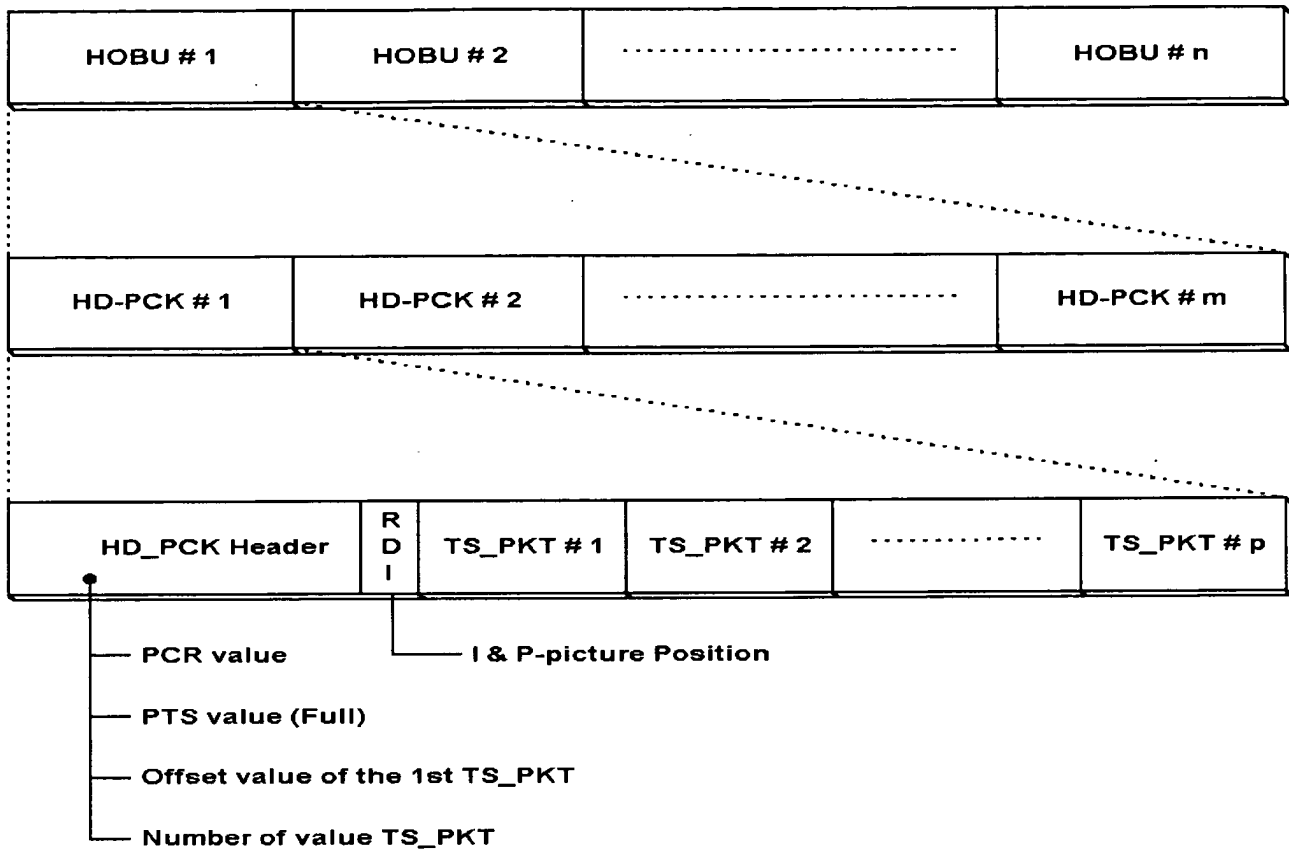 HOBU # 1 HOBU # 2 ........................ HOBU # n
HD-PCK # 1 HD-PCK # 2 ........................ HD-PCK # m
HD_PCK Header RDI TS_PKT # 1 TS_PKT # 2 ............ TS_PKT # p
PCR value I & P-picture Position
PTS value (Full)
Offset value of the 1st TS_PKT
Number of value TS_PKT